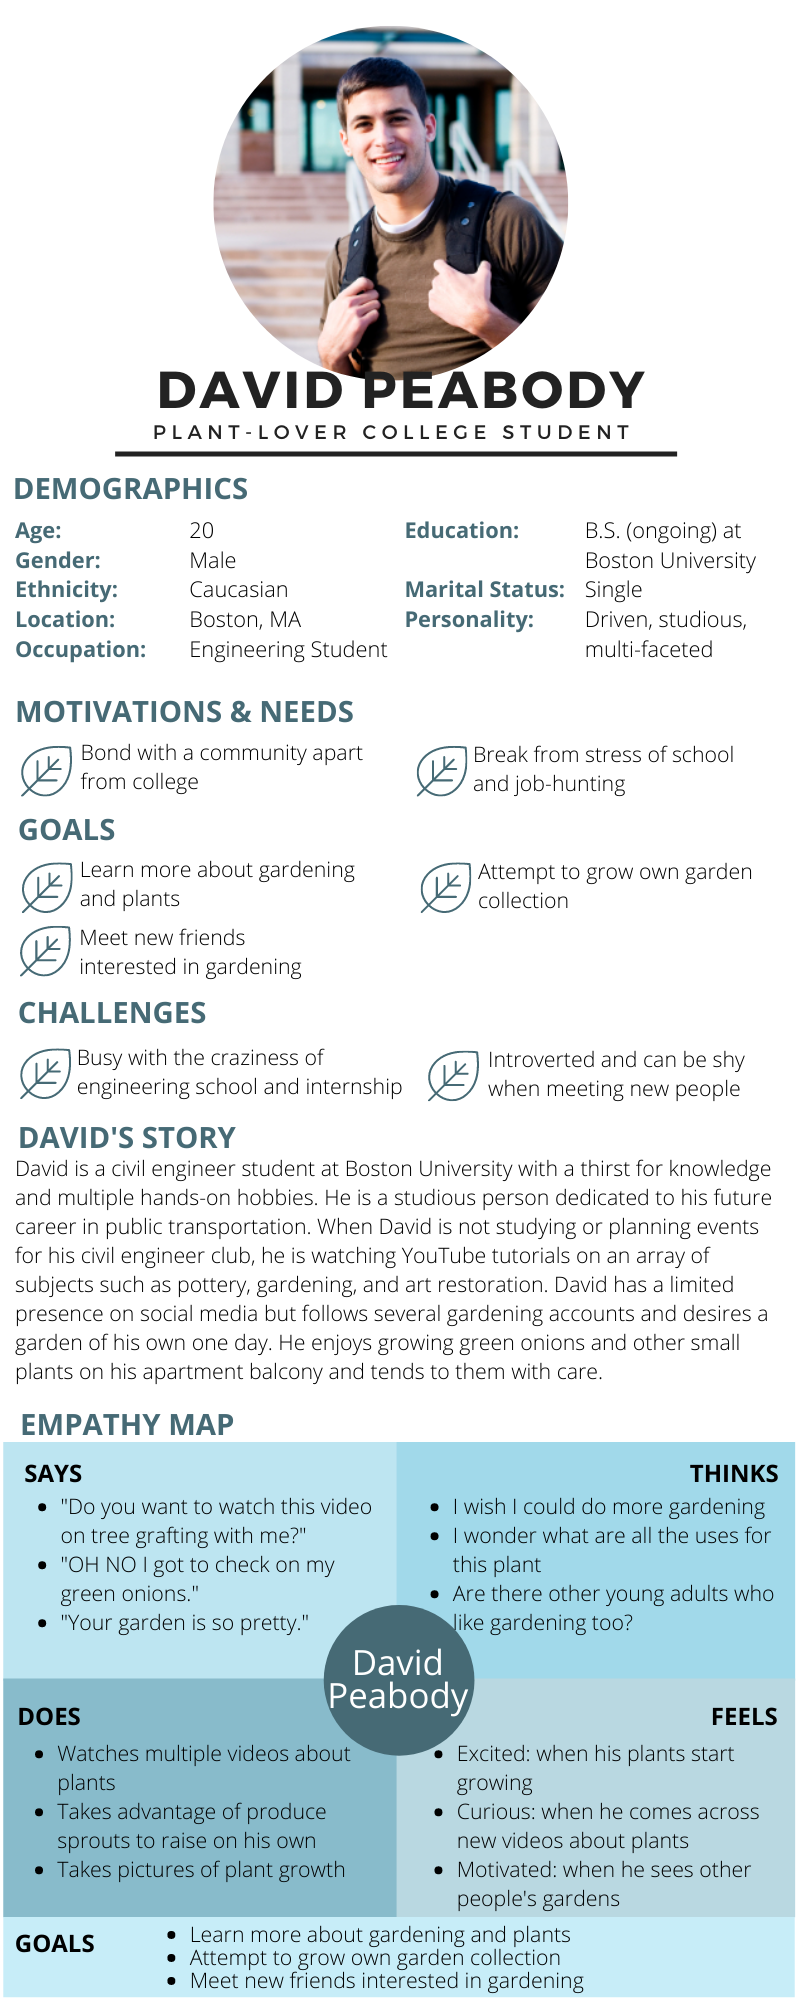 DAVID PEABODY
PLANT-LOVER COLLEGE STUDENT
DEMOGRAPHICS
Age: 20
Gender: Male
Ethnicity: Caucasian
Location: Boston, MA
Occupation: Engineering Student
Education: B.S. (ongoing) at
Boston University
Marital Status: Single
Personality: Driven, studious,
multi-faceted
MOTIVATIONS & NEEDS
Bond with a community apart
from college
Break from stress of school
and job-hunting
GOALS
Learn more about gardening
and plants
Attempt to grow own garden
collection
Meet new friends
interested in gardening
CHALLENGES
Busy with the craziness of
engineering school and internship
Introverted and can be shy
when meeting new people
DAVID'S STORY
David is a civil engineer student at Boston University with a thirst for knowledge
and multiple hands-on hobbies. He is a studious person dedicated to his future
career in public transportation. When David is not studying or planning events
for his civil engineer club, he is watching YouTube tutorials on an array of
subjects such as pottery, gardening, and art restoration. David has a limited
presence on social media but follows several gardening accounts and desires a
garden of his own one day. He enjoys growing green onions and other small
plants on his apartment balcony and tends to them with care.
EMPATHY MAP
SAYS
• "Do you want to watch this video
on tree grafting with me?"
• "OH NO I got to check on my
green onions."
• "Your garden is so pretty."
THINKS
• I wish I could do more gardening
• I wonder what are all the uses for
this plant
• Are there other young adults who
like gardening too?
David
Peabody
DOES
• Watches multiple videos about
plants
• Takes advantage of produce
sprouts to raise on his own
• Takes pictures of plant growth
FEELS
• Excited: when his plants start
growing
• Curious: when he comes across
new videos about plants
• Motivated: when he sees other
people's gardens
GOALS
• Learn more about gardening and plants
• Attempt to grow own garden collection
• Meet new friends interested in gardening